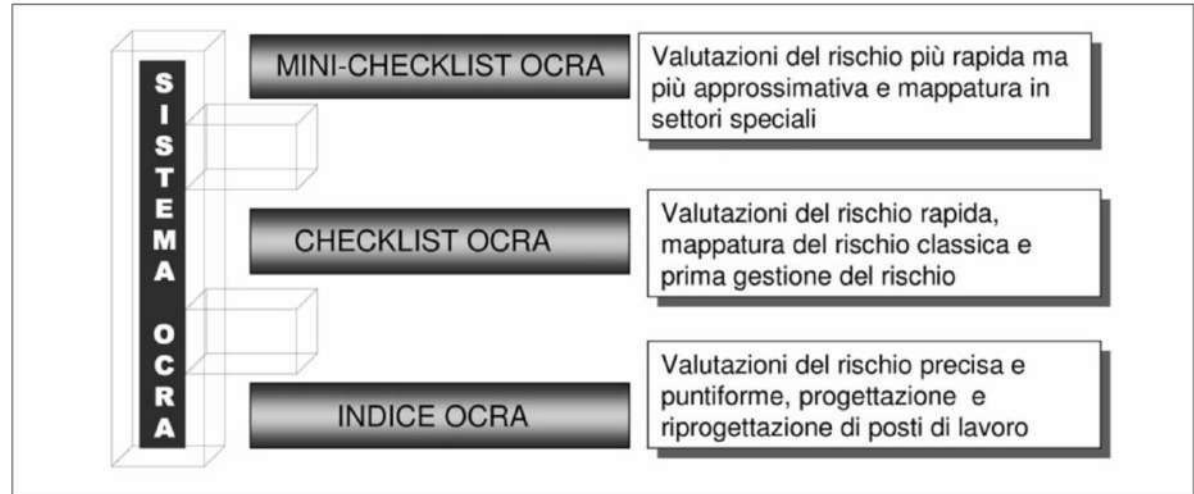 SISTEMA OCRA
MINI-CHECKLIST OCRA
Valutazioni del rischio più rapida ma
più approssimativa e mappatura in
settori speciali
CHECKLIST OCRA
Valutazioni del rischio rapida,
mappatura del rischio classica e
prima gestione del rischio
INDICE OCRA
Valutazioni del rischio precisa e
puntiforme, progettazione e
riprogettazione di posti di lavoro